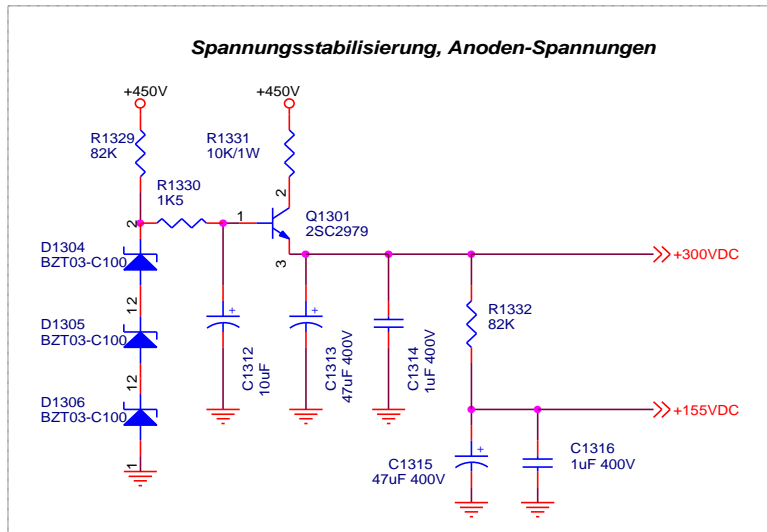 Spannungsstabilisierung, Anoden-Spannungen
+450V
+450V
R1329
82K
R1331
10K/1W
R1330
1K5
2
1
2
Q1301
2SC2979
3
D1304
BZT03-C100
+300VDC
R1332
82K
12
D1305
BZT03-C100
C1312
10uF
C1313
47uF 400V
C1314
1uF 400V
12
D1306
BZT03-C100
+155VDC
1
C1315
47uF 400V
C1316
1uF 400V
+
+
+